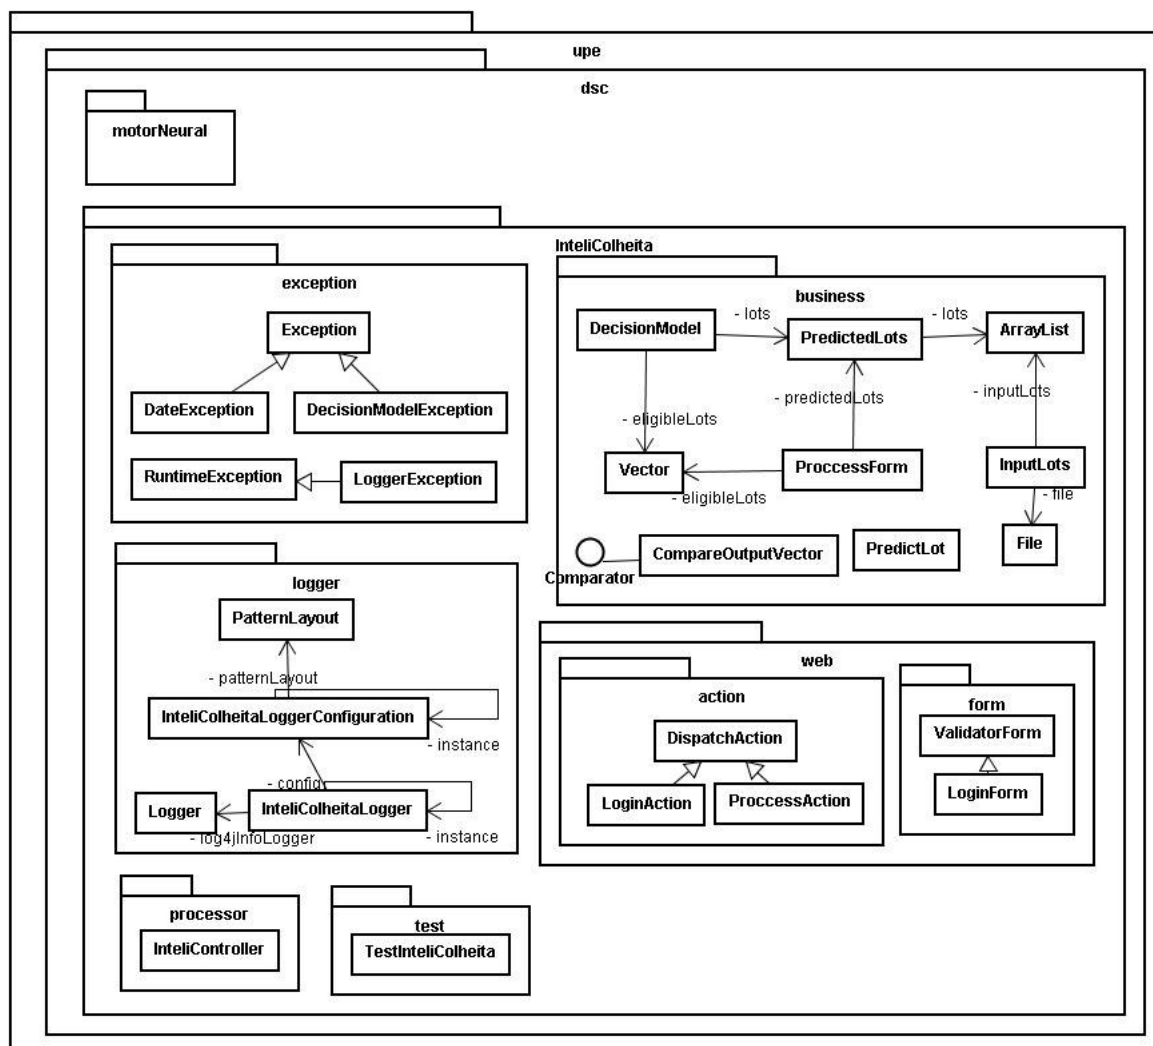 upe
dsc
motorNeural
InteliColheita
exception
Exception
DateException
DecisionModelException
RuntimeException
LoggerException
business
DecisionModel
- lots
PredictedLots
- lots
ArrayList
- eligibleLots
- predictedLots
- inputLots
Vector
- eligibleLots
ProccessForm
InputLots
- file
File
Comparator
CompareOutputVector
PredictLot
logger
PatternLayout
- patternLayout
InteliColheitaLoggerConfiguration
- instance
- config
Logger
InteliColheitaLogger
- log4jInfoLogger
- instance
web
action
DispatchAction
LoginAction
ProccessAction
form
ValidatorForm
LoginForm
processor
InteliController
test
TestInteliColheita